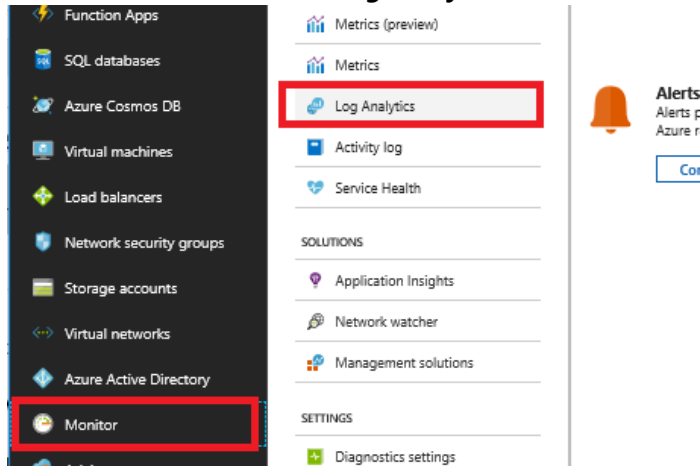 Function Apps
SQL databases
Azure Cosmos DB
Virtual machines
Load balancers
Network security groups
Storage accounts
Virtual networks
Azure Active Directory
Monitor
Metrics (preview)
Metrics
Log Analytics
Activity log
Service Health
SOLUTIONS
Application Insights
Network watcher
Management solutions
SETTINGS
Diagnostics settings
Alerts
Alerts p
Azure r
Co